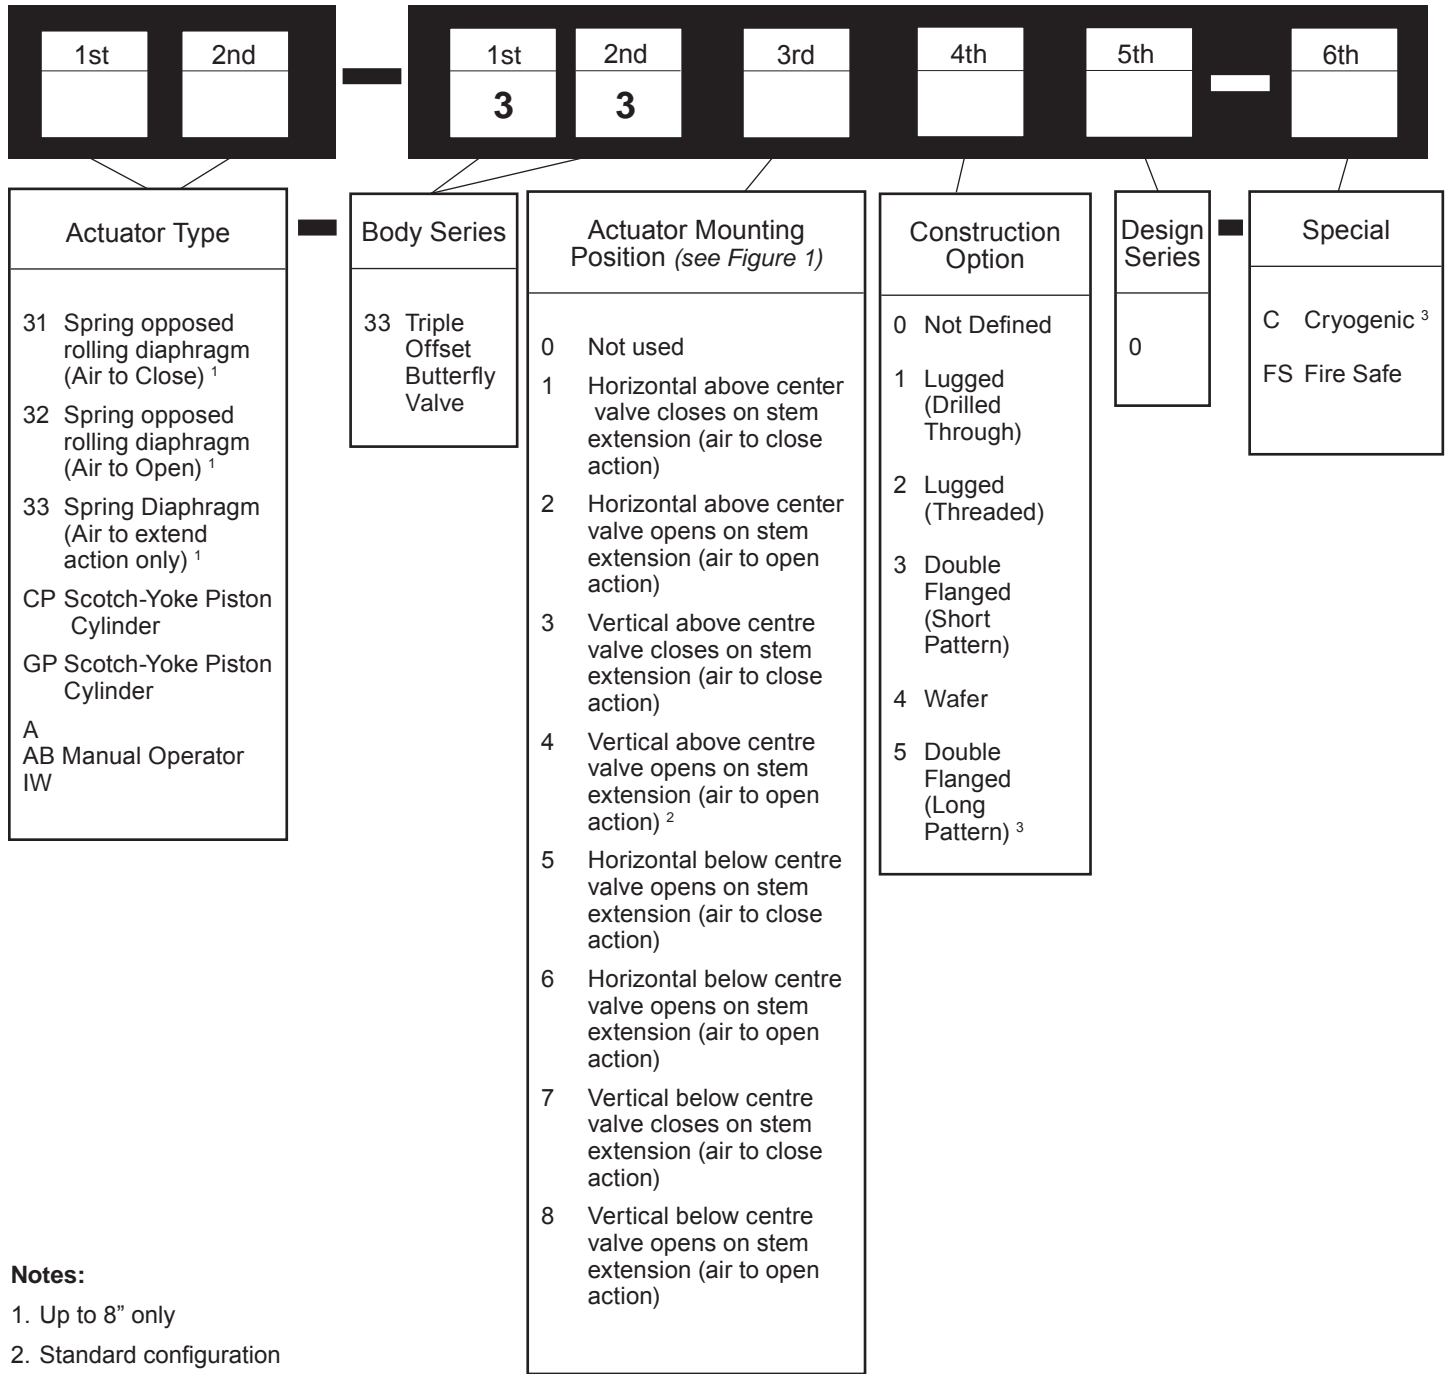 1st 2nd 1st 2nd 3rd 4th 5th 6th
3 3
Actuator Type
31 Spring opposed
rolling diaphragm
(Air to Close) 1
32 Spring opposed
rolling diaphragm
(Air to Open) 1
33 Spring Diaphragm
(Air to extend
action only) 1
CP Scotch-Yoke Piston
Cylinder
GP Scotch-Yoke Piston
Cylinder
A
AB Manual Operator
IW
Body Series
33 Triple
Offset
Butterfly
Valve
Actuator Mounting
Position (see Figure 1)
0 Not used
1 Horizontal above center
valve closes on stem
extension (air to close
action)
2 Horizontal above center
valve opens on stem
extension (air to open
action)
3 Vertical above centre
valve closes on stem
extension (air to close
action)
4 Vertical above centre
valve opens on stem
extension (air to open
action) 2
5 Horizontal below centre
valve opens on stem
extension (air to close
action)
6 Horizontal below centre
valve opens on stem
extension (air to open
action)
7 Vertical below centre
valve closes on stem
extension (air to close
action)
8 Vertical below centre
valve opens on stem
extension (air to open
action)
Construction
Option
0 Not Defined
1 Lugged
(Drilled
Through)
2 Lugged
(Threaded)
3 Double
Flanged
(Short
Pattern)
4 Wafer
5 Double
Flanged
(Long
Pattern) 3
Design
Series
0
Special
C Cryogenic 3
FS Fire Safe
Notes:
1. Up to 8” only
2. Standard configuration